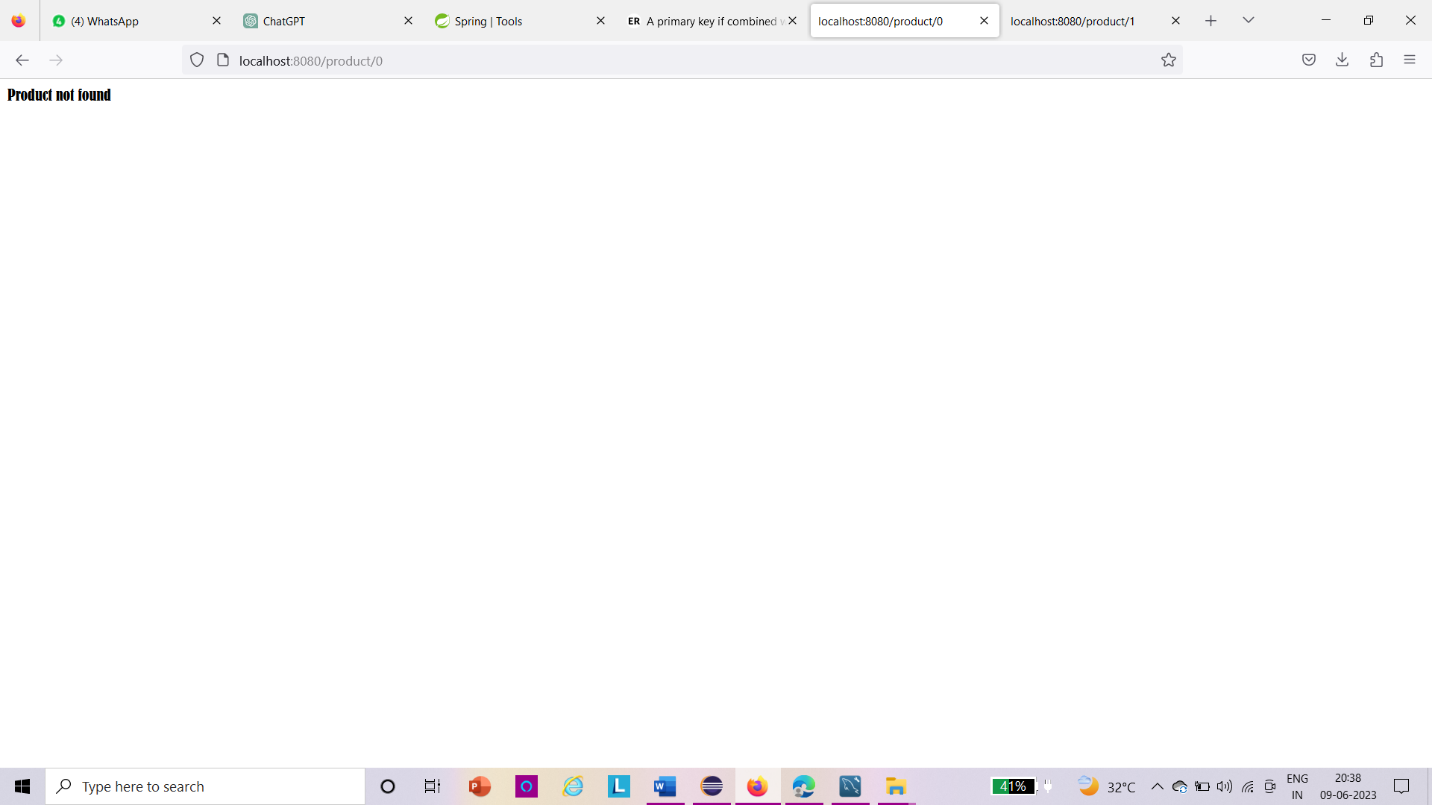 (4) WhatsApp
ChatGPT
Spring | Tools
ER A primary key if combined
localhost:8080/product/0
localhost:8080/product/1
localhost:8080/product/0
Product not found
Type here to search
41%
32°C
ENG
IN
20:38
09-06-2023